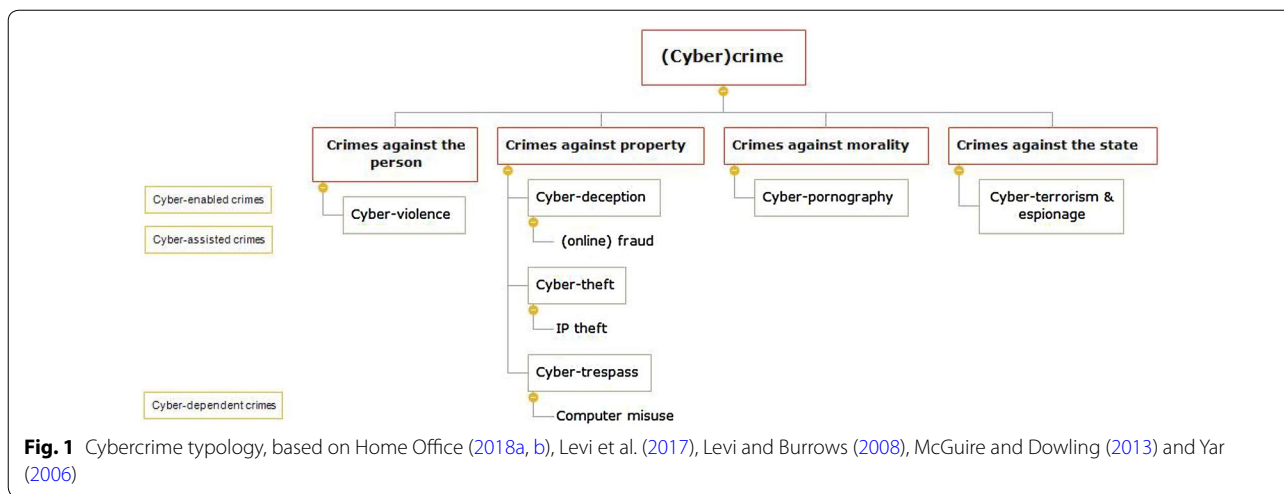 (Cyber)crime
Crimes against the
person
Crimes against property
Crimes against morality
Crimes against the state
Cyber-enabled crimes
Cyber-violence
Cyber-deception
Cyber-pornography
Cyber-terrorism &
espionage
Cyber-assisted crimes
(online) fraud
Cyber-theft
IP theft
Cyber-trespass
Cyber-dependent crimes
Computer misuse
Fig. 1 Cybercrime typology, based on Home Office (2018a, b), Levi et al. (2017), Levi and Burrows (2008), McGuire and Dowling (2013) and Yar
(2006)